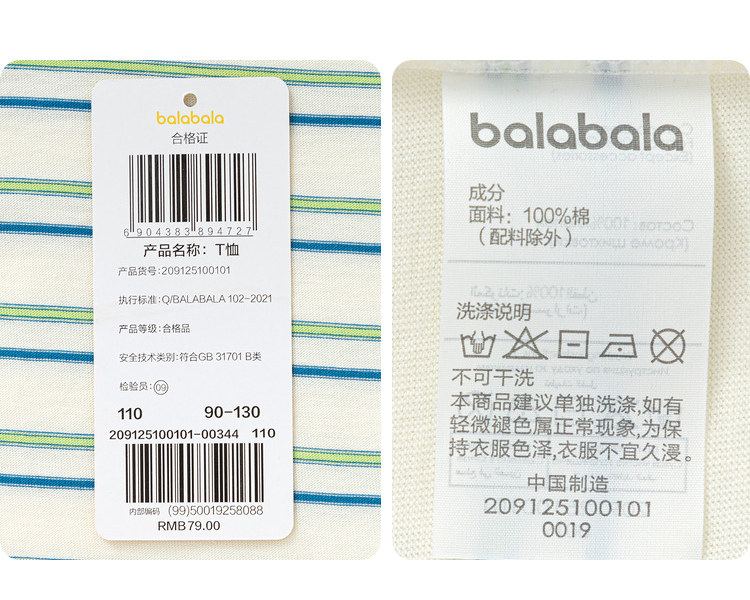 balabala
合格证
6904383894727
产品名称：T恤
产品货号：209125100101
执行标准：Q/BALABALA 102-2021
产品等级：合格品
安全技术类别：符合GB 31701 B类
检验员：09
110 90-130
209125100101-00344 110
内部编码 (99)50019258088
RMB79.00
balabala
成分
面料：100%棉
（配料除外）
洗涤说明
不可干洗
本商品建议单独洗涤,如有
轻微褪色属正常现象,为保
持衣服色泽,衣服不宜久浸。
中国制造
209125100101
0019